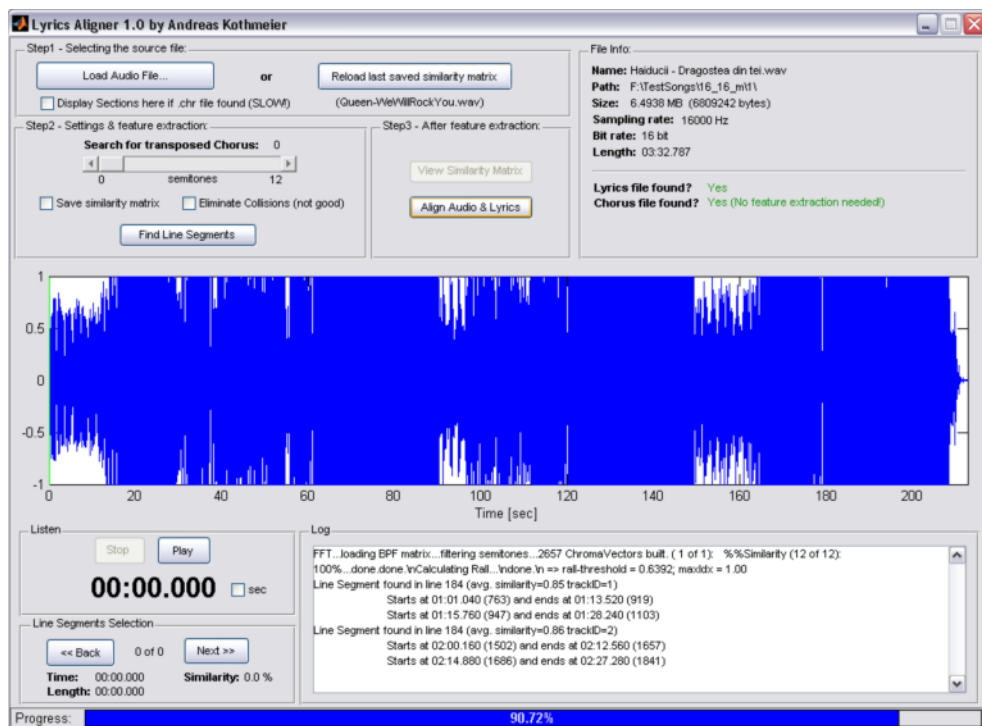 Lyrics Aligner 1.0 by Andreas Kothmeier
Step1 - Selecting the source file:
Load Audio File...
or
Reload last saved similarity matrix
Display Sections here if .chr file found (SLOW!)
(Queen-WeWillRockYou.wav)
Step2 - Settings & feature extraction:
Search for transposed Chorus: 0
0 semitones 12
Save similarity matrix
Eliminate Collisions (not good)
Find Line Segments
Step3 - After feature extraction:
View Similarity Matrix
Align Audio & Lyrics
File Info:
Name: Haiducii - Dragostea din tei.wav
Path: F:\TestSongs\16_16_m\1\
Size: 6.4938 MB (6809242 bytes)
Sampling rate: 16000 Hz
Bit rate: 16 bit
Length: 03:32.787
Lyrics file found? Yes
Chorus file found? Yes (No feature extraction needed!)
1
0.5
0
-0.5
-1
0 20 40 60 80 100 120 140 160 180 200
Time [sec]
Listen
Stop
Play
00:00.000
sec
Line Segments Selection
<< Back
0 of 0
Next >>
Time: 00:00.000
Similarity: 0.0 %
Length: 00:00.000
Log
FFT...loading BPF matrix...filtering semitones...2657 ChromaVectors built. ( 1 of 1): %%Similarity (12 of 12):
100%...done.done.\nCalculating Rall...\ndone.\n => rall-threshold = 0.6392; maxIdx = 1.00
Line Segment found in line 184 (avg. similarity=0.85 trackID=1)
Starts at 01:01.040 (763) and ends at 01:13.520 (919)
Starts at 01:15.760 (947) and ends at 01:28.240 (1103)
Line Segment found in line 184 (avg. similarity=0.86 trackID=2)
Starts at 02:00.160 (1502) and ends at 02:12.560 (1657)
Starts at 02:14.880 (1686) and ends at 02:27.280 (1841)
Progress:
90.72%